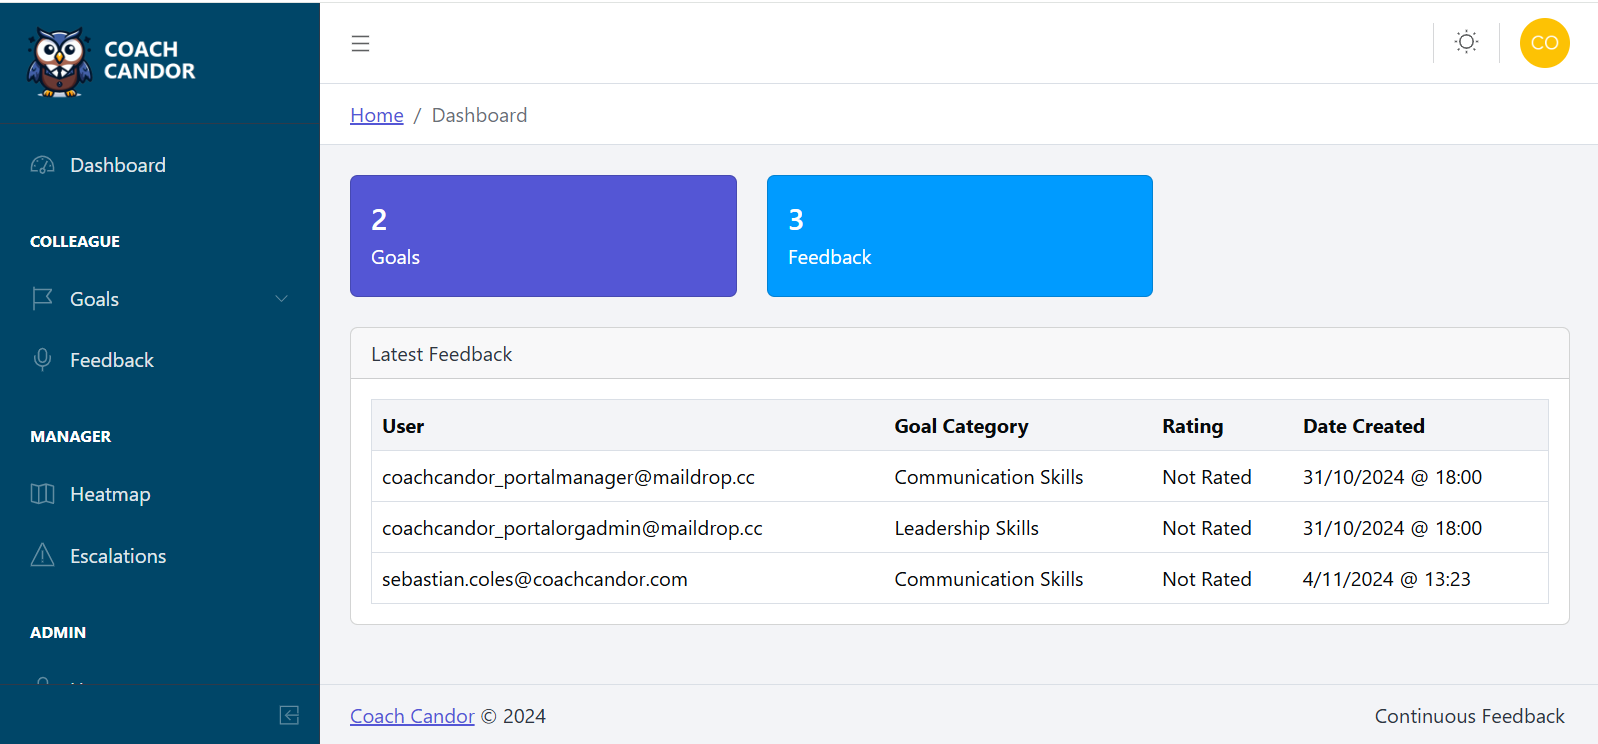 COACH
CANDOR
CO
Home / Dashboard
Dashboard
COLLEAGUE
Goals
Feedback
MANAGER
Heatmap
Escalations
ADMIN
2
Goals
3
Feedback
Latest Feedback
User Goal Category Rating Date Created
coachcandor_portalmanager@maildrop.cc Communication Skills Not Rated 31/10/2024 @ 18:00
coachcandor_portalorgadmin@maildrop.cc Leadership Skills Not Rated 31/10/2024 @ 18:00
sebastian.coles@coachcandor.com Communication Skills Not Rated 4/11/2024 @ 13:23
Coach Candor © 2024
Continuous Feedback